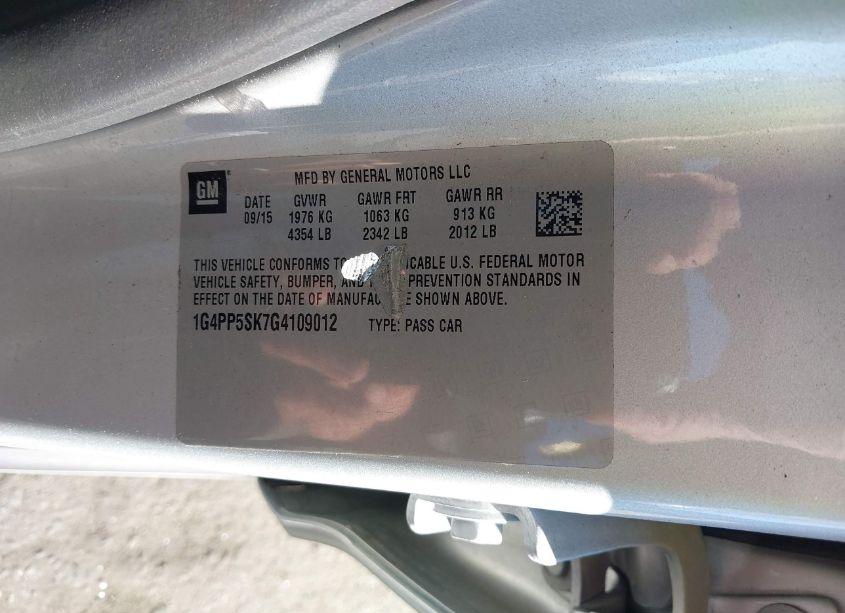 GM
MFD BY GENERAL MOTORS LLC
DATE GVWR GAWR FRT GAWR RR
09/15 1976 KG 1063 KG 913 KG
4354 LB 2342 LB 2012 LB
THIS VEHICLE CONFORMS TO U.S. FEDERAL MOTOR
VEHICLE SAFETY, BUMPER, AND PREVENTION STANDARDS IN
EFFECT ON THE DATE OF SHOWN ABOVE.
1G4PP5SK7G4109012 TYPE: PASS CAR